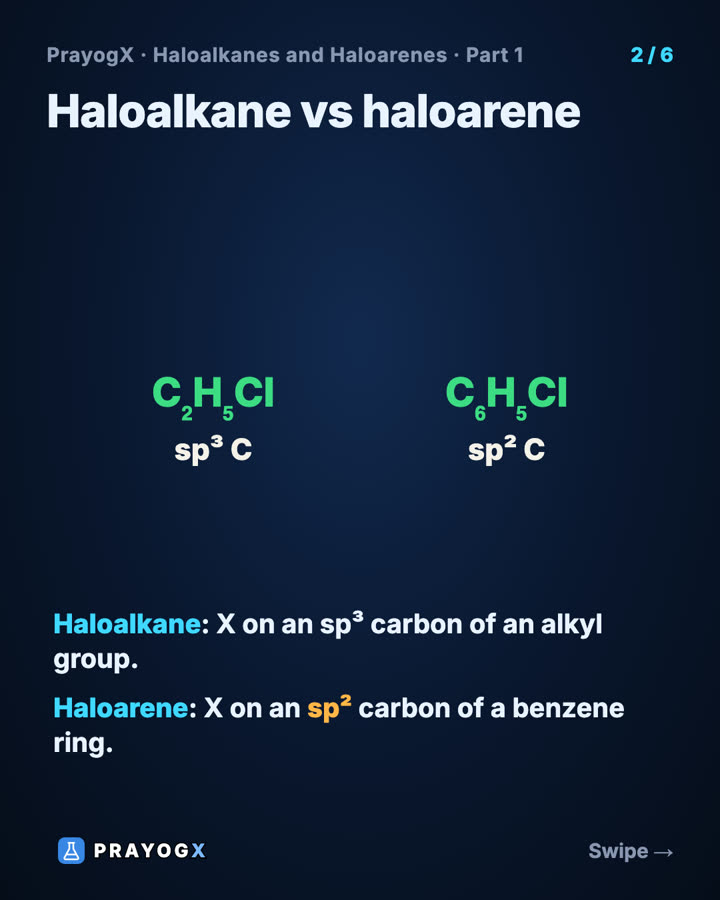 PrayogX · Haloalkanes and Haloarenes · Part 1
2 / 6
Haloalkane vs haloarene
C₂H₅Cl
C₆H₅Cl
sp³ C
sp² C
Haloalkane: X on an sp³ carbon of an alkyl
group.
Haloarene: X on an sp² carbon of a benzene
ring.
PRAYOGX
Swipe →